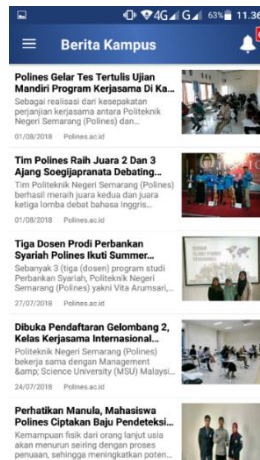 4G G 63% 11.36
Berita Kampus
Polines Gelar Tes Tertulis Ujian
Mandiri Program Kerjasama Di Ka...
Sebagai realisasi dari kesepakatan
perjanjian kerjasama antara Politeknik
Negeri Semarang (Polines) dan...
01/08/2018 Polines.ac.id
Tim Polines Raih Juara 2 Dan 3
Ajang Soegijapranata Debating...
Tim Politeknik Negeri Semarang (Polines)
berhasil meraih juara kedua dan juara
ketiga lomba debat bahasa Inggris...
01/08/2018 Polines.ac.id
Tiga Dosen Prodi Perbankan
Syariah Polines Ikuti Summer...
Sebanyak 3 (tiga (dosen) program studi
Perbankan Syariah, Politeknik Negeri
Semarang (Polines) yakni Vita Arumsari,...
27/07/2018 Polines.ac.id
Dibuka Pendaftaran Gelombang 2,
Kelas Kerjasama Internasional...
Politeknik Negeri Semarang (Polines)
bekerja sama dengan Management
&amp; Science University (MSU) Malaysi...
24/07/2018 Polines.ac.id
Perhatikan Manula, Mahasiswa
Polines Ciptakan Baju Pendeteksi...
Kemampuan fisik dari orang lanjut usia
akan menurun seiring dengan proses
penuaan, sehingga meningkatkan poten...